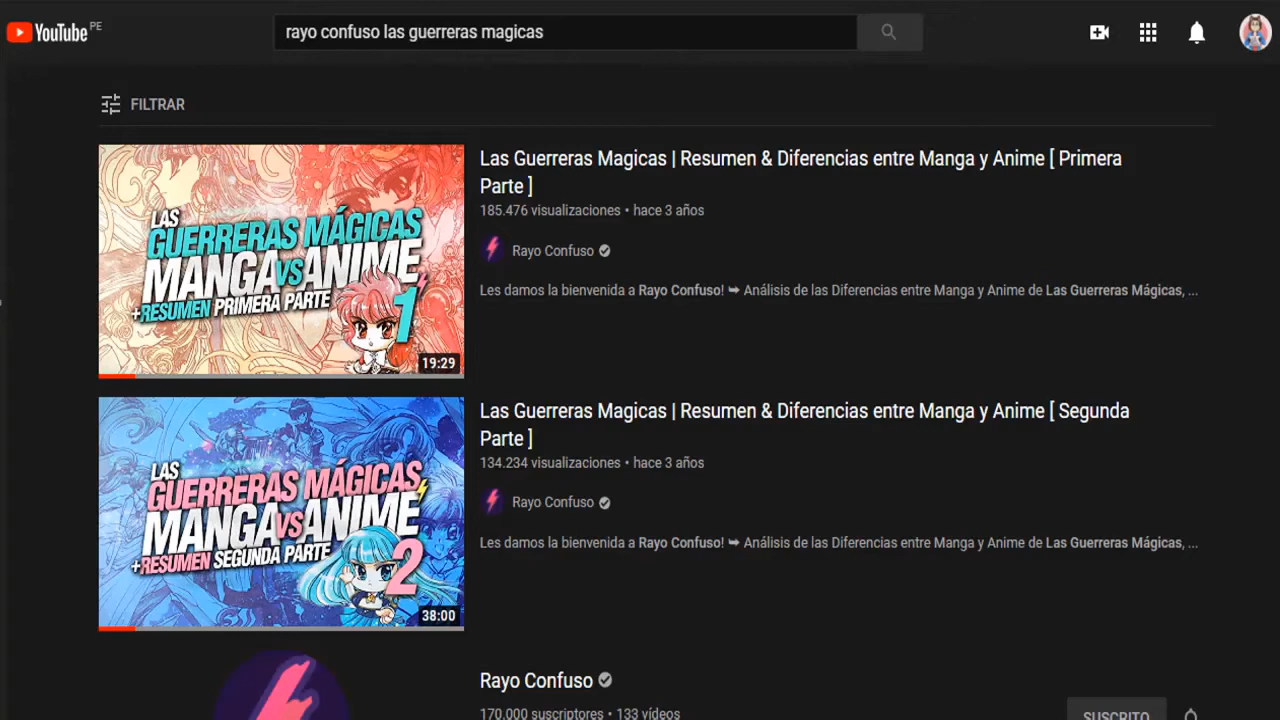 YouTube PE
rayo confuso las guerreras magicas
FILTRAR
LAS
GUERRERAS MÁGICAS
MANGA VS ANIME
+RESUMEN PRIMERA PARTE
1
19:29
Las Guerreras Magicas | Resumen & Diferencias entre Manga y Anime [ Primera
Parte ]
185.476 visualizaciones • hace 3 años
Rayo Confuso
Les damos la bienvenida a Rayo Confuso! ➥ Análisis de las Diferencias entre Manga y Anime de Las Guerreras Mágicas, ...
LAS
GUERRERAS MÁGICAS
MANGA VS ANIME
+RESUMEN SEGUNDA PARTE
2
38:00
Las Guerreras Magicas | Resumen & Diferencias entre Manga y Anime [ Segunda
Parte ]
134.234 visualizaciones • hace 3 años
Rayo Confuso
Les damos la bienvenida a Rayo Confuso! ➥ Análisis de las Diferencias entre Manga y Anime de Las Guerreras Mágicas, ...
Rayo Confuso
170.000 suscriptores • 133 vídeos
SUSCRITO